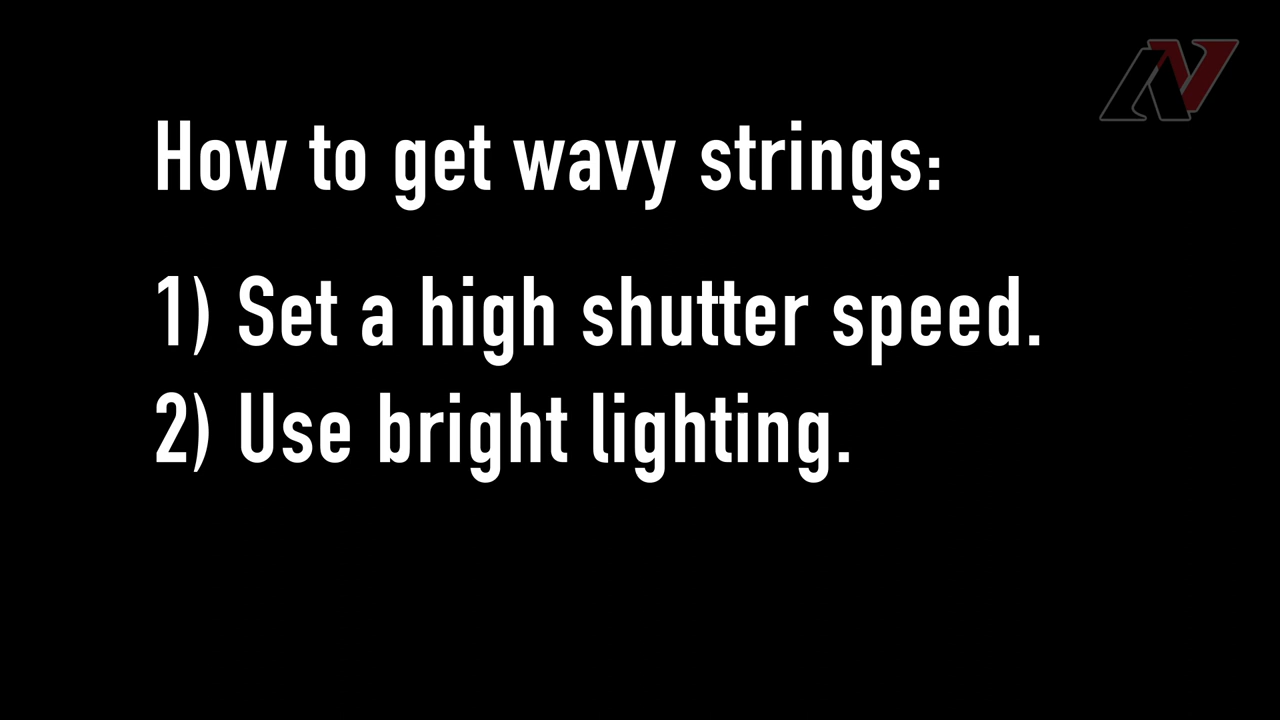 How to get wavy strings:
1) Set a high shutter speed.
2) Use bright lighting.